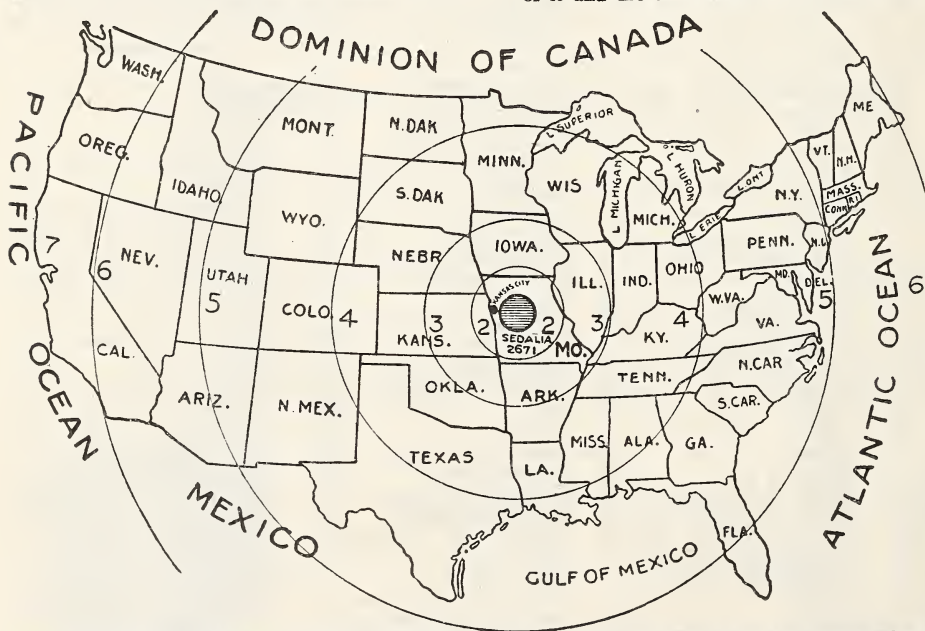 DOMINION OF CANADA
WASH.
ME
MONT.
N.DAK
MINN.
L SUPERIOR
VT.
N.H.
OREG.
L HURON
L.ONT
IDAHO
S.DAK
WIS
L MICHIGAN
MICH.
N.Y.
MASS.
CONN
R.I
PACIFIC
OCEAN
WYO.
L.ERIE
7
6
NEV.
UTAH
5
NEBR
IOWA.
ILL.
IND.
OHIO
PENN.
N.J.
MD.
DEL.
5
6
COLO
4
KANSAS CITY
3
2
2
3
4
W.VA.
VA.
KANS.
SEDALIA
2671
MO.
KY.
CAL.
ARIZ.
N.MEX.
OKLA.
ARK.
TENN.
N.CAR
S.CAR.
TEXAS
LA.
MISS
ALA.
GA.
ATLANTIC OCEAN
MEXICO
FLA.
GULF OF MEXICO